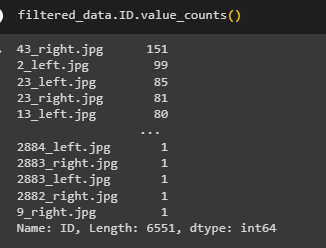 filtered_data.ID.value_counts()
43_right.jpg 151
2_left.jpg 99
23_left.jpg 85
23_right.jpg 81
13_left.jpg 80
...
2884_left.jpg 1
2883_right.jpg 1
2883_left.jpg 1
2882_right.jpg 1
9_right.jpg 1
Name: ID, Length: 6551, dtype: int64